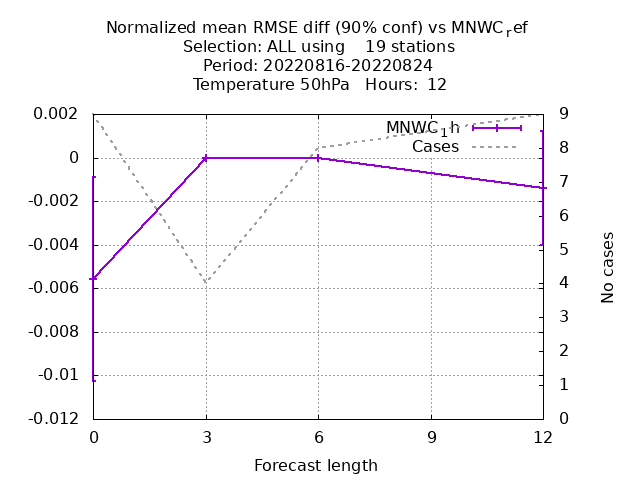 Normalized mean RMSE diff (90% conf) vs MNWCref
Selection: ALL using    19 stations
Period: 20220816-20220824
Temperature 50hPa   Hours:  12
0.002
0
-0.002
-0.004
-0.006
-0.008
-0.01
-0.012
MNWC1h
Cases
9
8
7
6
5
4
3
2
1
0
No cases
0 3 6 9 12
Forecast length